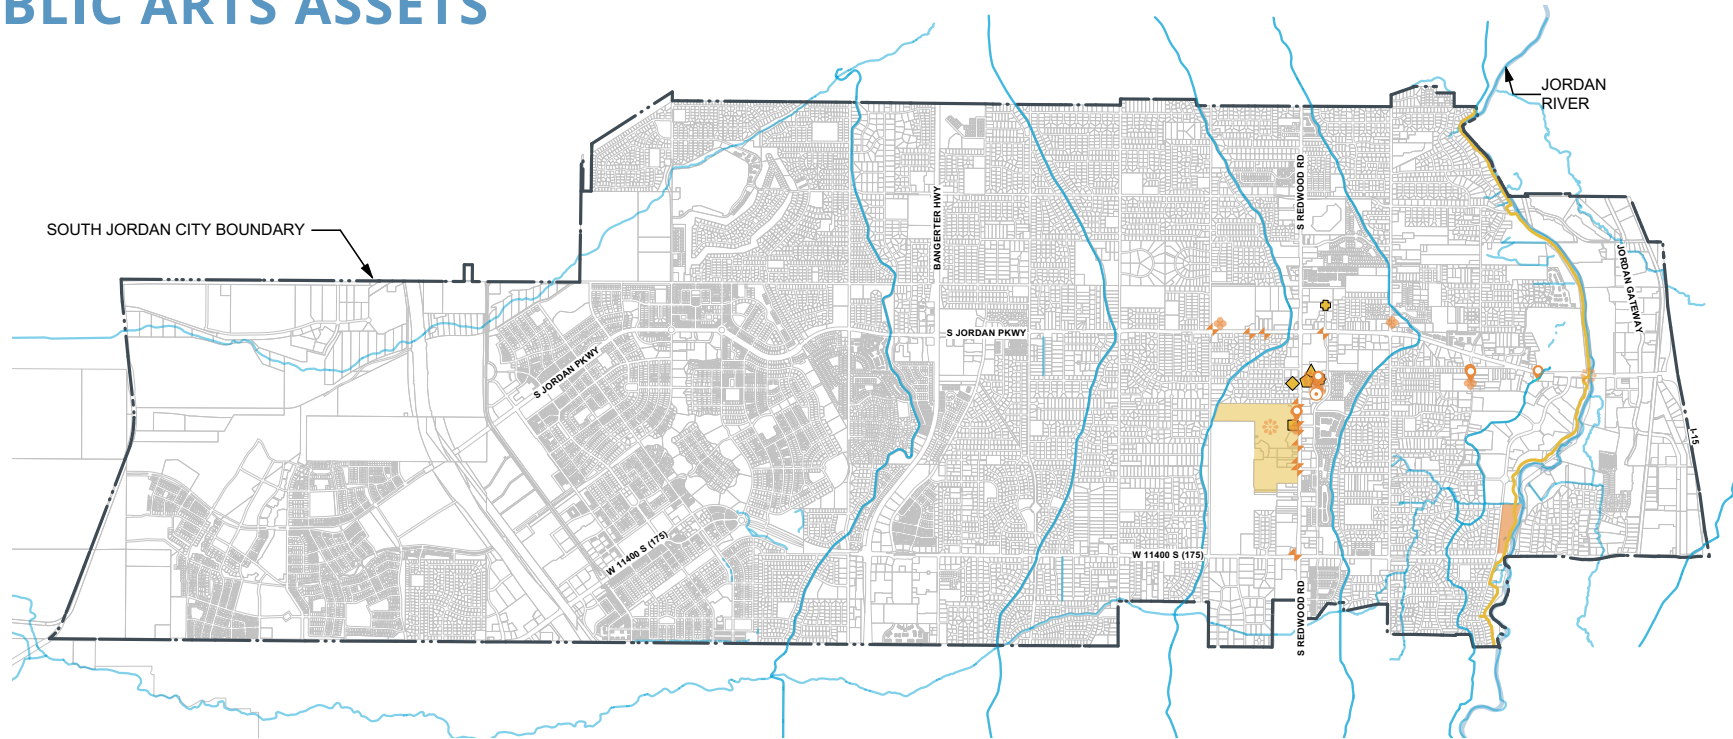 BLIC ARTS ASSETS
JORDAN
RIVER
SOUTH JORDAN CITY BOUNDARY
BANGERTER HWY
S REDWOOD RD
JORDAN GATEWAY
S JORDAN PKWY
S JORDAN PKWY
I-15
W 11400 S (175)
W 11400 S (175)
S REDWOOD RD